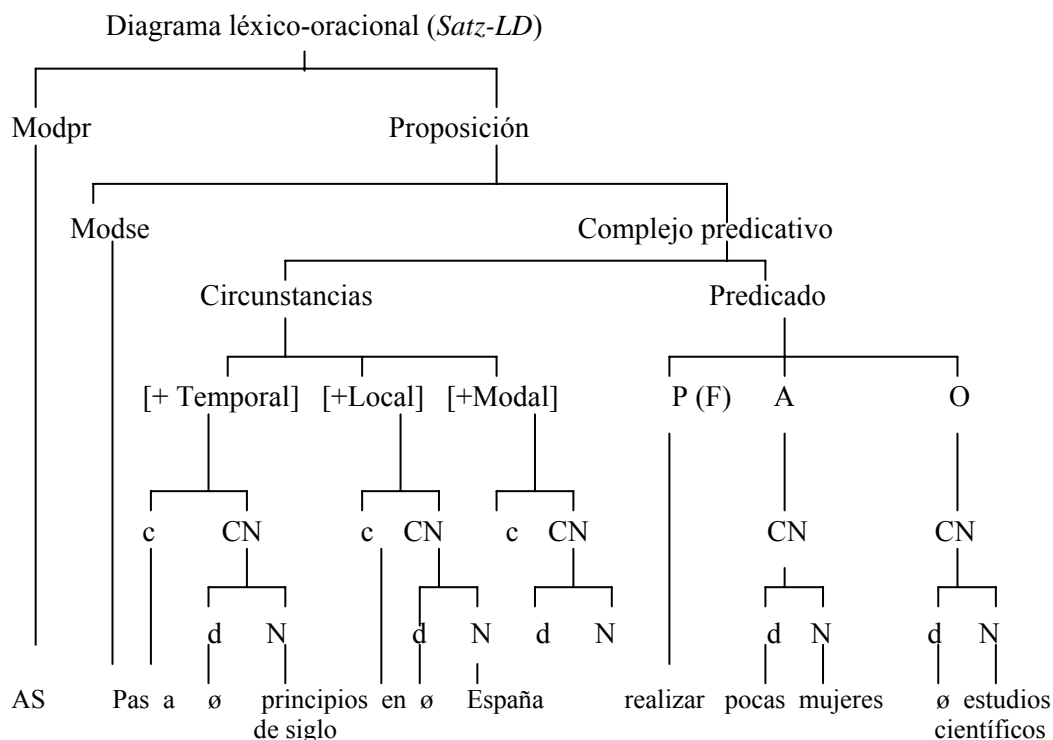 Diagrama léxico-oracional (Satz-LD)
Modpr Proposición
Modse Complejo predicativo
Circunstancias Predicado
[+ Temporal] [+Local] [+Modal] P (F) A O
c CN c CN c CN CN CN
d N d N d N d N d N
AS Pas a ø principios en ø España realizar pocas mujeres ø estudios
de siglo científicos